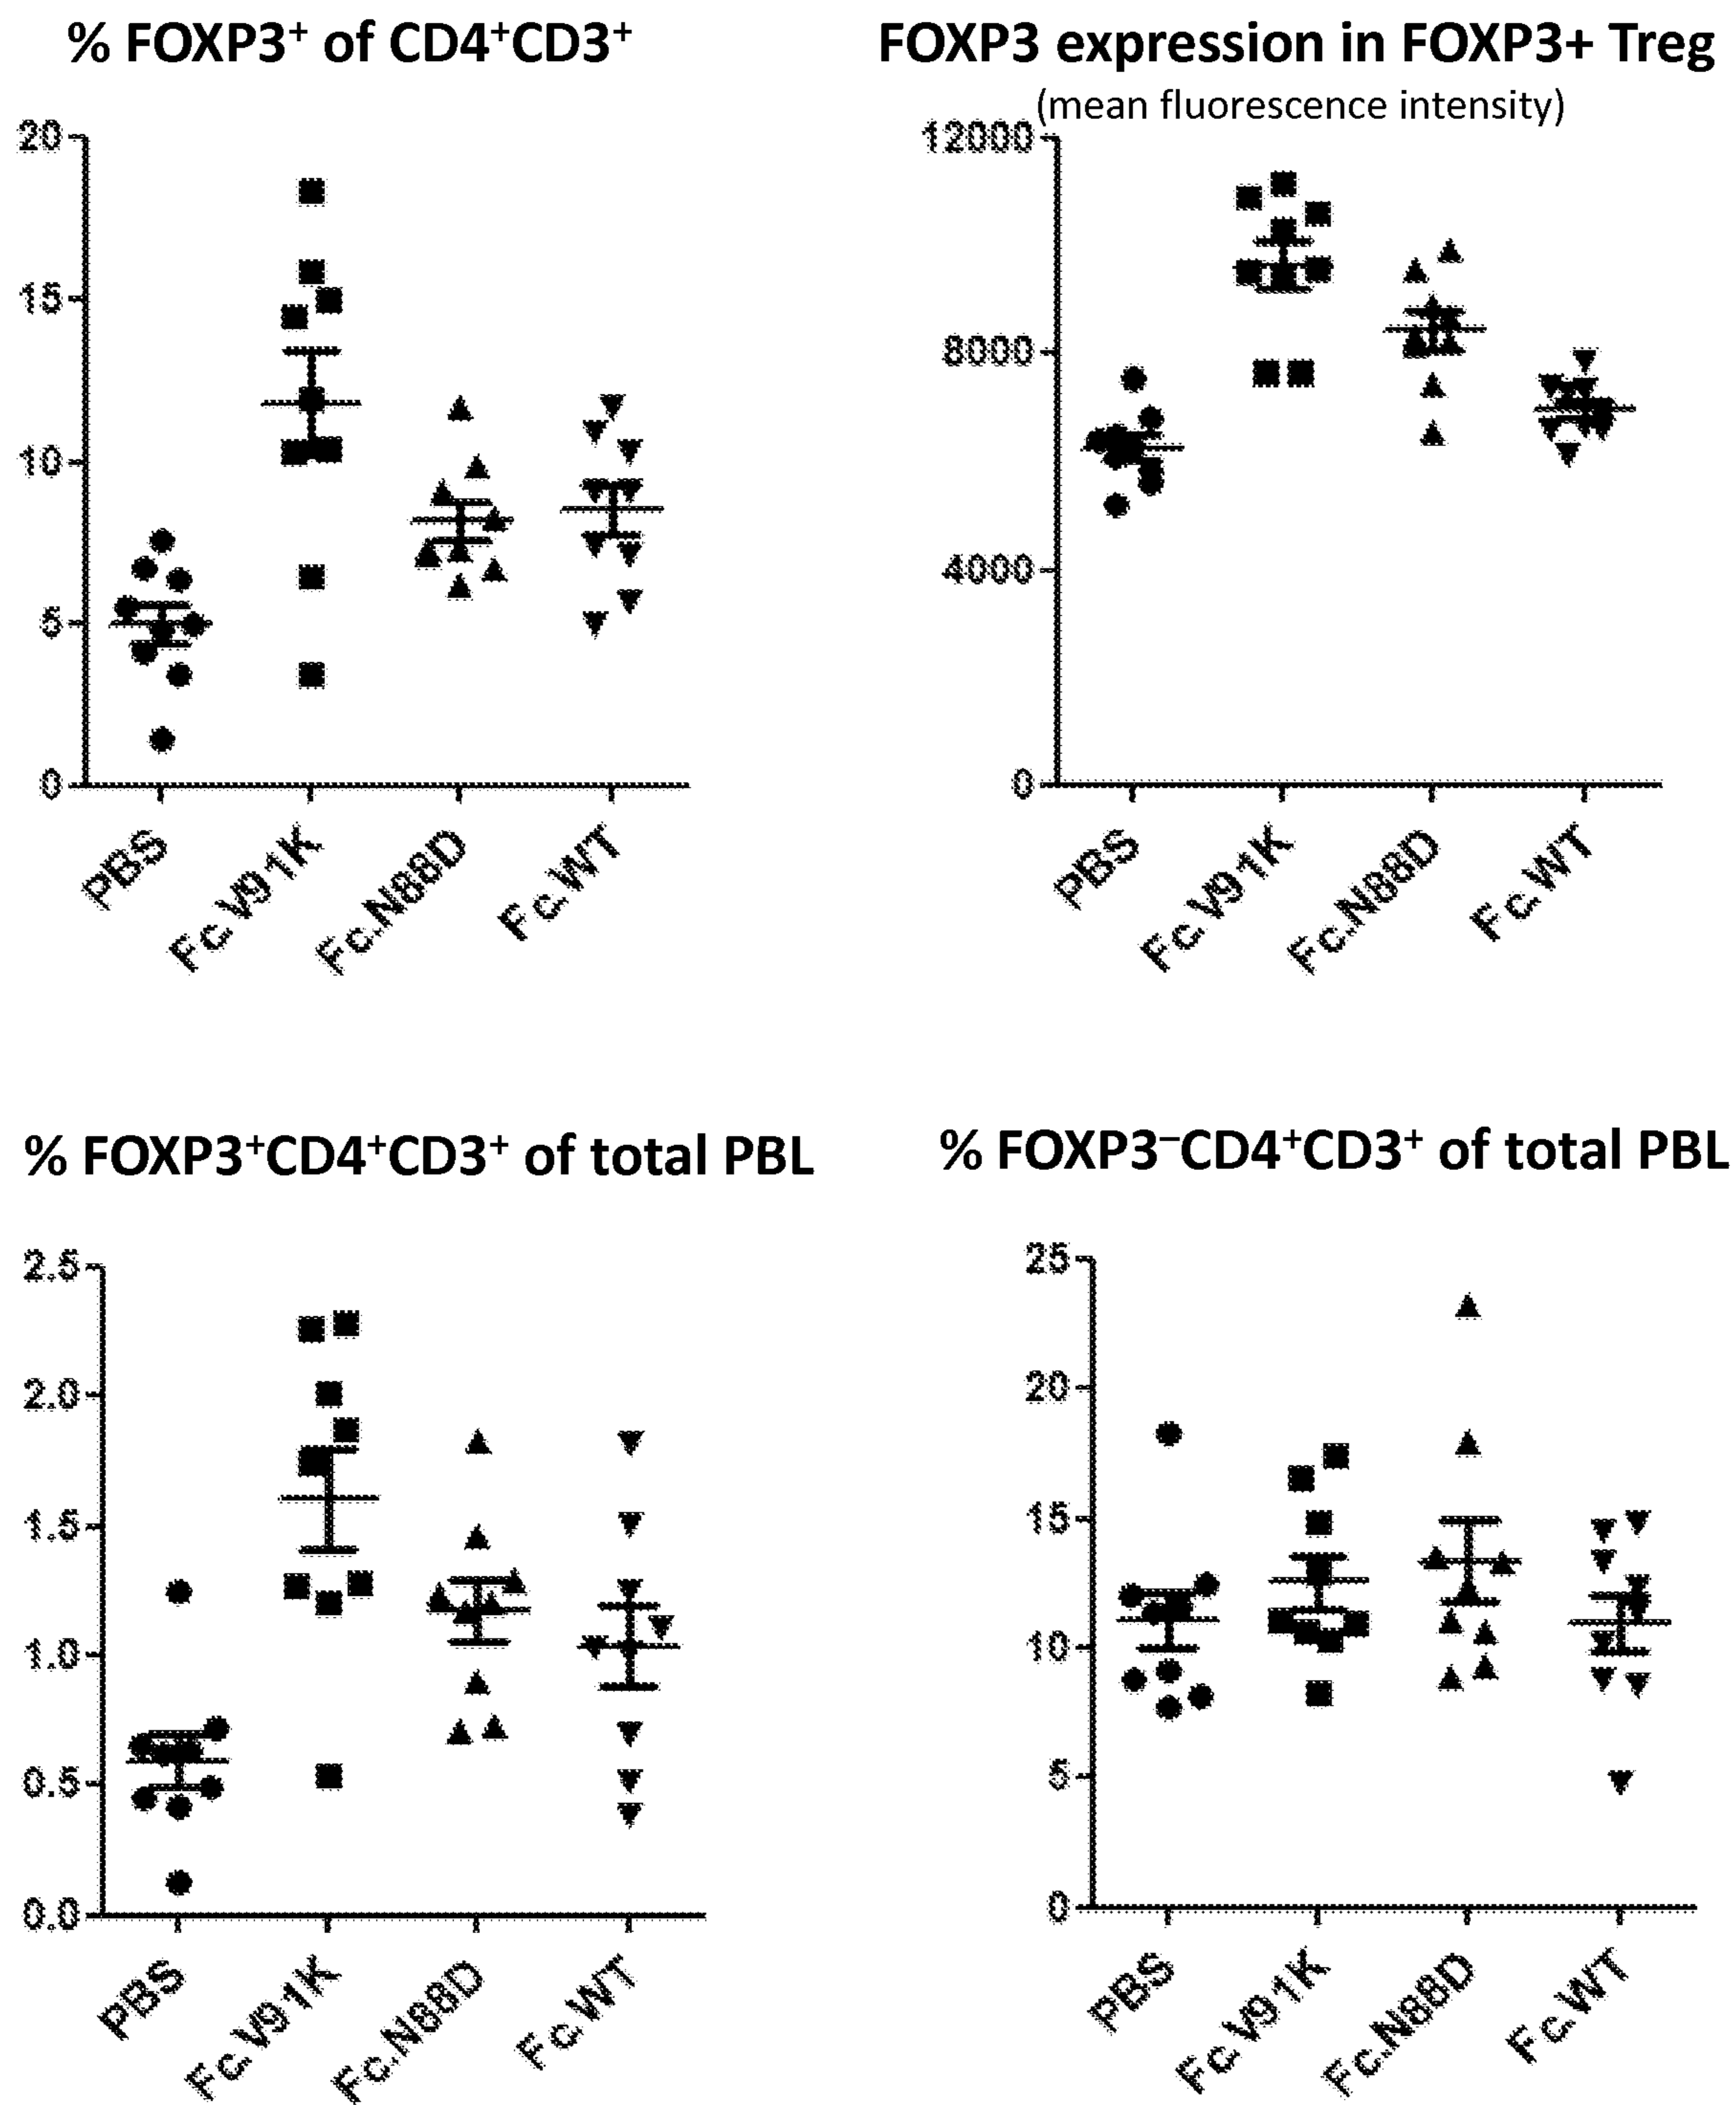 % FOXP3⁺ of CD4⁺CD3⁺
20
15
10
5
0
PBS
Fc.V91K
Fc.N88D
Fc.WT
FOXP3 expression in FOXP3+ Treg
(mean fluorescence intensity)
12000
8000
4000
0
PBS
Fc.V91K
Fc.N88D
Fc.WT
% FOXP3⁺CD4⁺CD3⁺ of total PBL
2.5
2.0
1.5
1.0
0.5
0.0
PBS
Fc.V91K
Fc.N88D
Fc.WT
% FOXP3⁻CD4⁺CD3⁺ of total PBL
25
20
15
10
5
0
PBS
Fc.V91K
Fc.N88D
Fc.WT